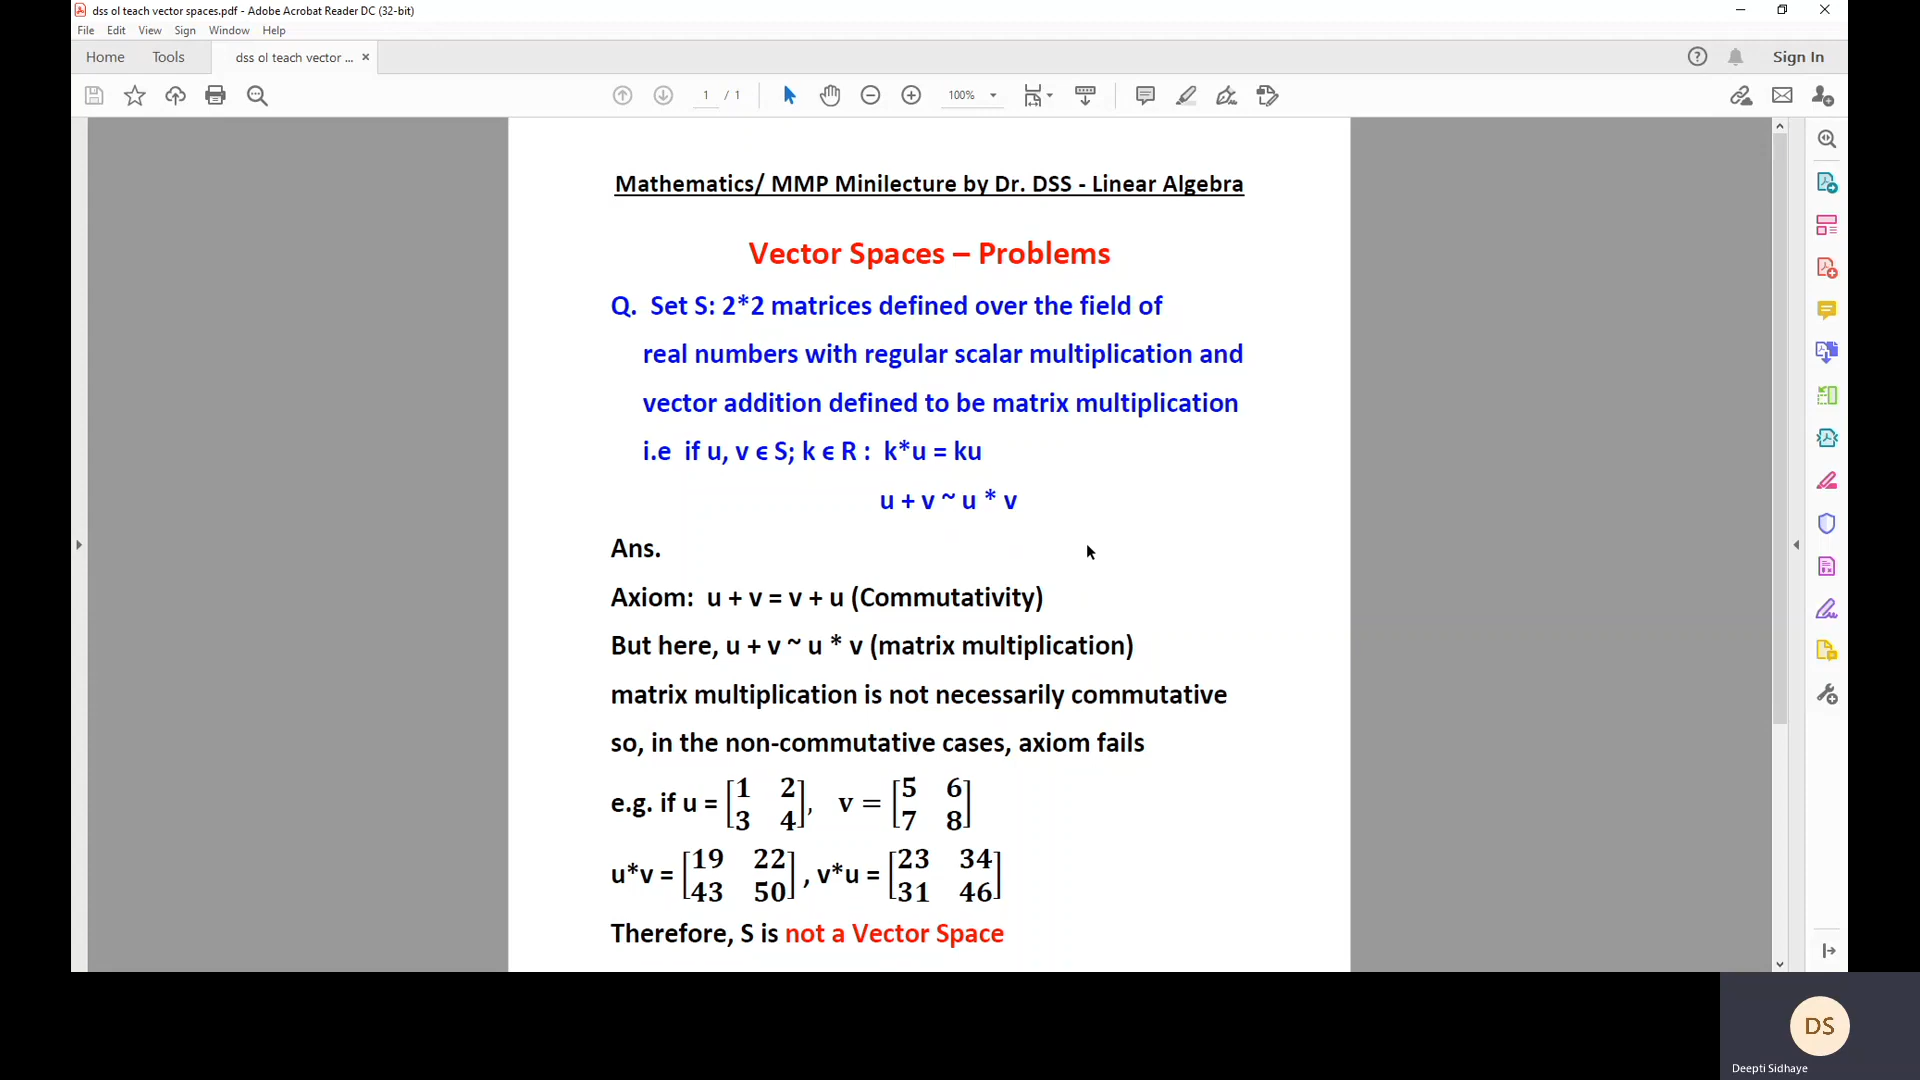 dss ol teach vector spaces.pdf - Adobe Acrobat Reader DC (32-bit)
File Edit View Sign Window Help
Home Tools dss ol teach vector ... × Sign In
1 / 1 100%
Mathematics/ MMP Minilecture by Dr. DSS - Linear Algebra
Vector Spaces – Problems
Q. Set S: 2*2 matrices defined over the field of
real numbers with regular scalar multiplication and
vector addition defined to be matrix multiplication
i.e if u, v ϵ S; k ϵ R : k*u = ku
u + v ~ u * v
Ans.
Axiom: u + v = v + u (Commutativity)
But here, u + v ~ u * v (matrix multiplication)
matrix multiplication is not necessarily commutative
so, in the non-commutative cases, axiom fails
e.g. if u = [1 2 3 4], v = [5 6 7 8]
u*v = [19 22 43 50] , v*u = [23 34 31 46]
Therefore, S is not a Vector Space
DS
Deepti Sidhaye